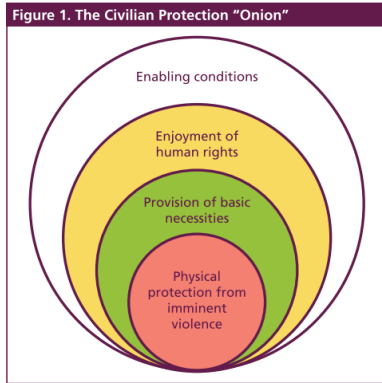 Figure 1. The Civilian Protection “Onion”
Enabling conditions
Enjoyment of
human rights
Provision of basic
necessities
Physical
protection from
imminent
violence